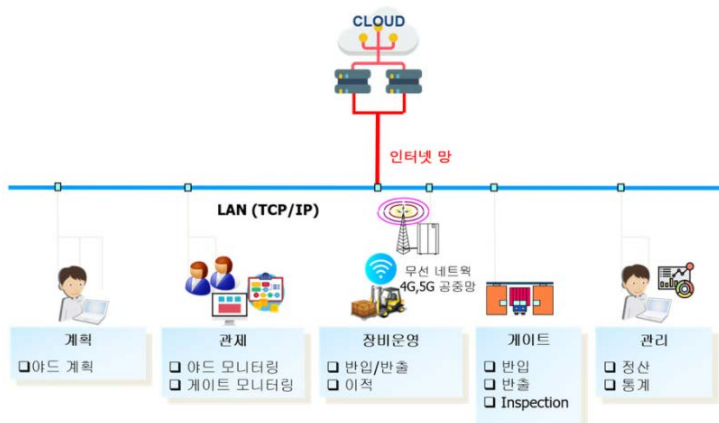 CLOUD
인터넷 망
LAN (TCP/IP)
무선 네트웍
4G,5G 공중망
계획
❑야드 계획
관제
❑ 야드 모니터링
❑ 게이트 모니터링
장비운영
❑ 반입/반출
❑ 이적
게이트
❑ 반입
❑ 반출
❑ Inspection
관리
❑ 정산
❑ 통계